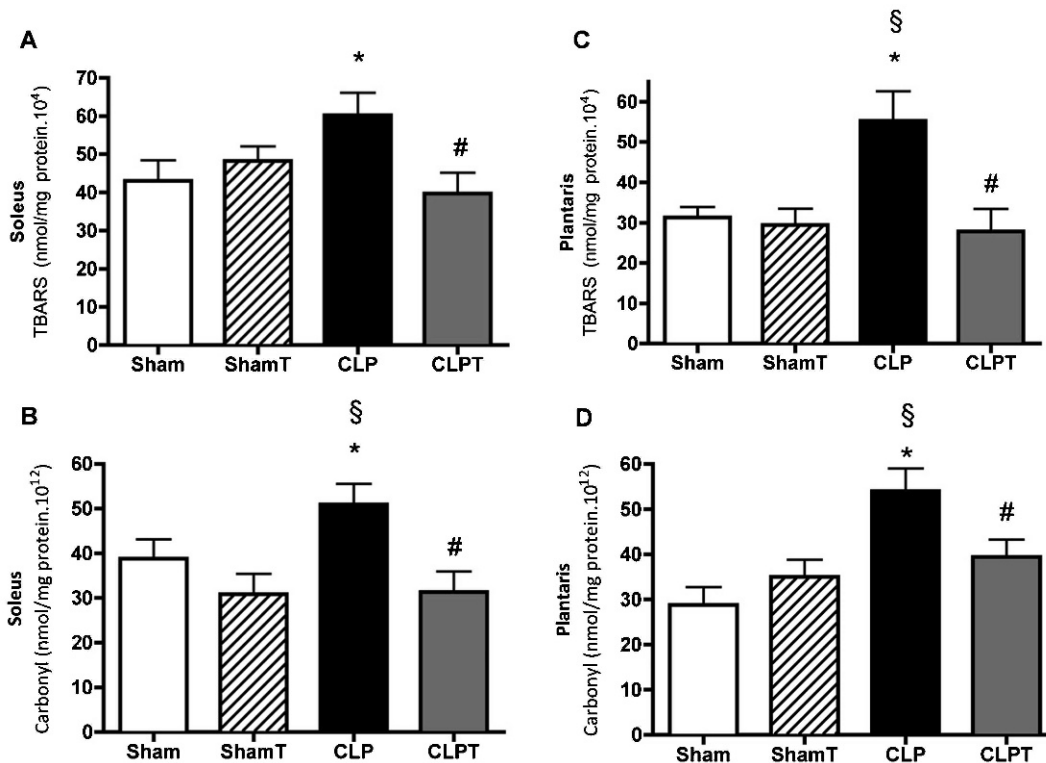 A
*
#
Soleus
TBARS (nmol/mg protein.10⁴)
70
60
50
40
30
20
10
0
Sham ShamT CLP CLPT
C
§
*
#
Plantaris
TBARS (nmol/mg protein.10⁴)
60
50
40
30
20
10
0
Sham ShamT CLP CLPT
B
§
*
#
Soleus
Carbonyl (nmol/mg protein.10¹²)
60
50
40
30
20
10
0
Sham ShamT CLP CLPT
D
§
*
#
Plantaris
Carbonyl (nmol/mg protein.10¹²)
60
50
40
30
20
10
0
Sham ShamT CLP CLPT